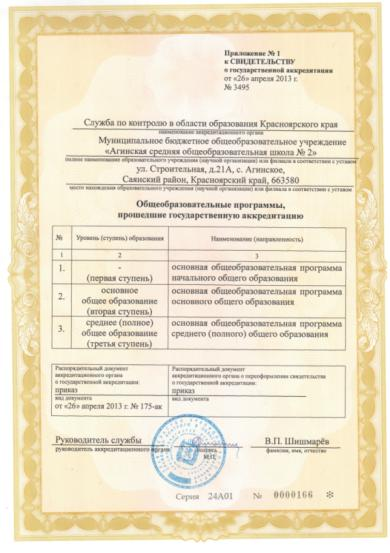 Приложение № 1
к СВИДЕТЕЛЬСТВУ
о государственной аккредитации
от «26» апреля 2013 г.
№ 3495
Служба по контролю в области образования Красноярского края
наименование аккредитационного органа
Муниципальное бюджетное общеобразовательное учреждение
«Агинская средняя общеобразовательная школа № 2»
полное наименование образовательного учреждения (научной организации) или филиала в соответствии с уставом
ул. Строительная, д.21А, с. Агинское,
Саянский район, Красноярский край, 663580
место нахождения образовательного учреждения (научной организации) или филиала в соответствии с уставом
Общеобразовательные программы,
прошедшие государственную аккредитацию
№ Уровень (ступень) образования Наименование (направленность)
1 2 3
1. - основная общеобразовательная программа
(первая ступень) начального общего образования
2. основное основная общеобразовательная программа
общее образование основного общего образования
(вторая ступень)
3. среднее (полное) основная общеобразовательная программа
общее образование среднего (полного) общего образования
(третья ступень)
Распорядительный документ Распорядительный документ
аккредитационного органа аккредитационного органа о переоформлении свидетельства
о государственной аккредитации: о государственной аккредитации:
приказ приказ
вид документа вид документа
от «26» апреля 2013 г. № 175-ак
Руководитель службы В.П. Шишмарёв
руководитель аккредитационного органа подпись фамилия, имя, отчество
М.П.
Серия 24А01 № 0000166